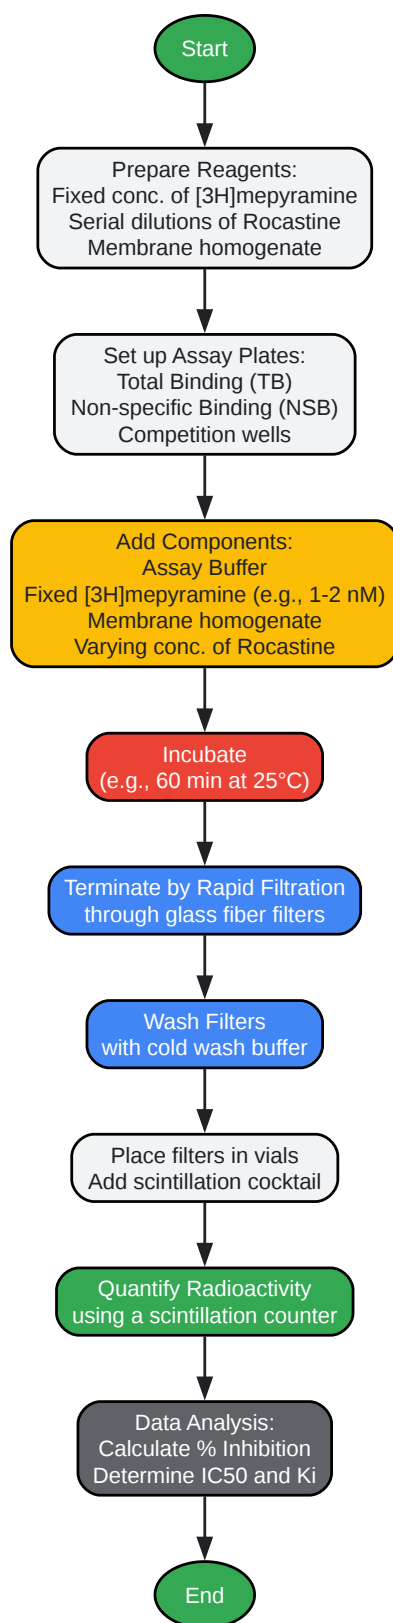 Start
Prepare Reagents:
Fixed conc. of [3H]mepyramine
Serial dilutions of Rocastine
Membrane homogenate
Set up Assay Plates:
Total Binding (TB)
Non-specific Binding (NSB)
Competition wells
Add Components:
Assay Buffer
Fixed [3H]mepyramine (e.g., 1-2 nM)
Membrane homogenate
Varying conc. of Rocastine
Incubate
(e.g., 60 min at 25°C)
Terminate by Rapid Filtration
through glass fiber filters
Wash Filters
with cold wash buffer
Place filters in vials
Add scintillation cocktail
Quantify Radioactivity
using a scintillation counter
Data Analysis:
Calculate % Inhibition
Determine IC50 and Ki
End